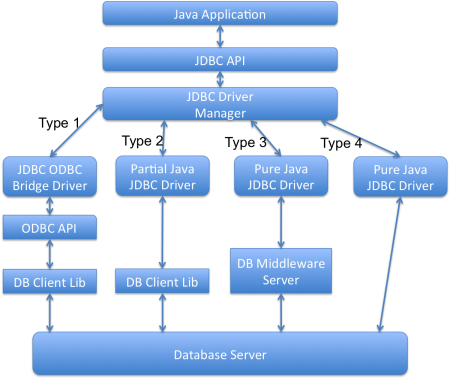 Java Application
JDBC API
JDBC Driver
Manager
Type 1
Type 2
Type 3
Type 4
JDBC ODBC
Bridge Driver
Partial Java
JDBC Driver
Pure Java
JDBC Driver
Pure Java
JDBC Driver
ODBC API
DB Client Lib
DB Client Lib
DB Middleware
Server
Database Server